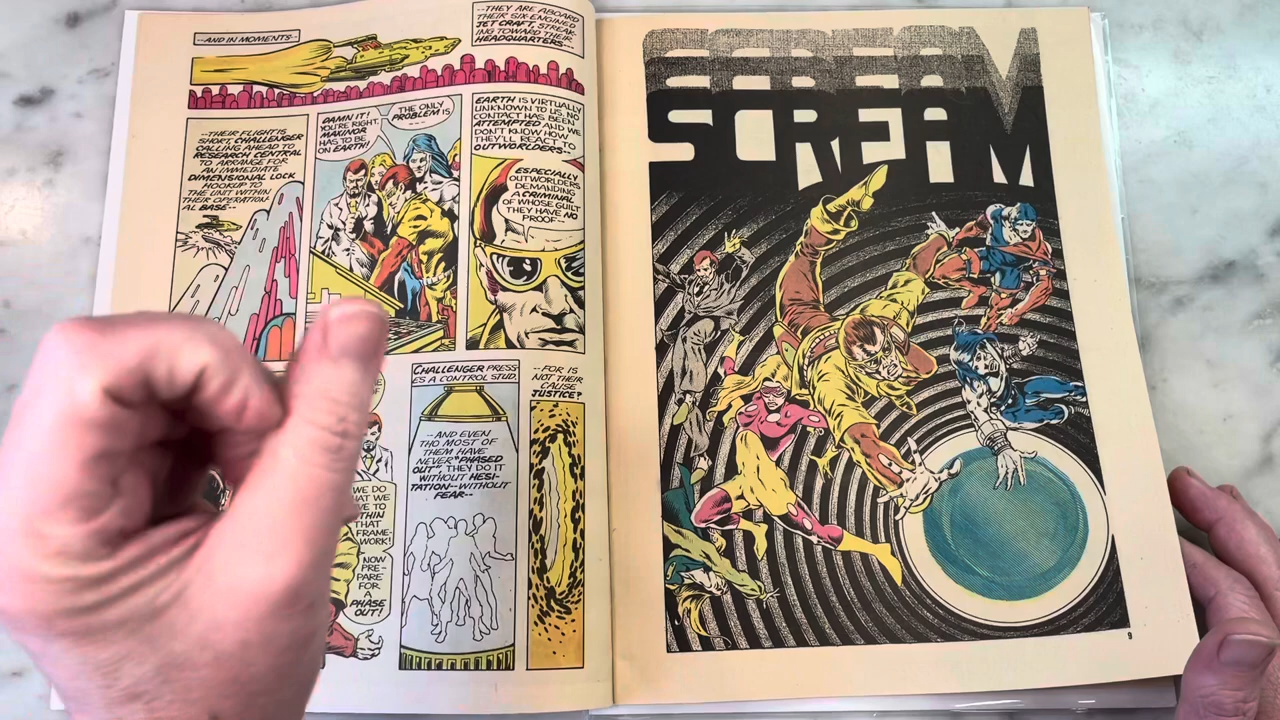 --AND IN MOMENTS--
--THEY ARE ABOARD
THEIR SIX-ENGINED
JET CRAFT, STREAK-
ING TOWARD THEIR
HEADQUARTERS--
--THEIR FLIGHT IS
SHORT, CHALLENGER
CALLING AHEAD TO
RESEARCH CENTRAL
TO ARRANGE FOR
AN IMMEDIATE
DIMENSIONAL LOCK
HOOKUP TO
THE UNIT WITHIN
THEIR OPERATION-
AL BASE--
DAMN IT!
YOU'RE RIGHT.
MAXINOR
HAS TO BE
ON EARTH!
THE ONLY
PROBLEM IS
---
EARTH IS VIRTUALLY
UNKNOWN TO US, NO
CONTACT HAS BEEN
ATTEMPTED AND WE
DON'T KNOW HOW
THEY'LL REACT TO
OUTWORLDERS--
ESPECIALLY
OUTWORLDERS
DEMANDING
A CRIMINAL
OF WHOSE GUILT
THEY HAVE NO
PROOF--
WE DO
WE
TO
THAT
FRAME-
WORK!
NOW
PRE-
PARE
FOR
A
PHASE
OUT!
CHALLENGER PRESS
ES A CONTROL STUD.
--AND EVEN
THO MOST OF
THEM HAVE
NEVER "PHASED
OUT" THEY DO IT
WITHOUT HESI-
TATION--WITHOUT
FEAR--
--FOR IS
NOT THEIR
CAUSE
JUSTICE?
SCREAM
SCREAM
SCREAM
9